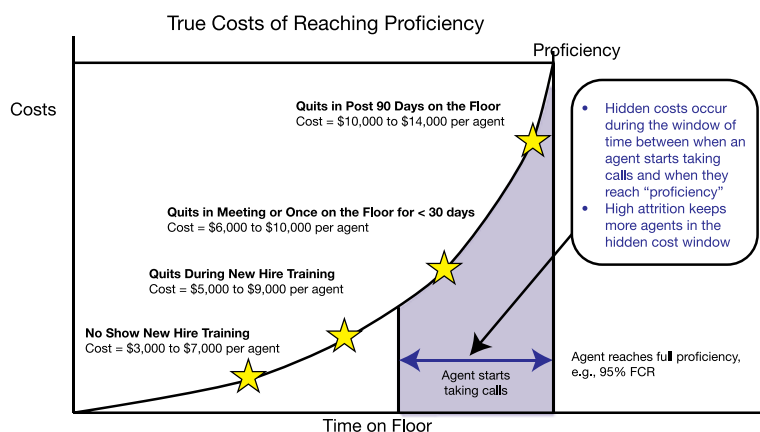 True Costs of Reaching Proficiency
Proficiency
Costs
Quits in Post 90 Days on the Floor
Cost = $10,000 to $14,000 per agent
• Hidden costs occur
during the window of
time between when an
agent starts taking
calls and when they
reach “proficiency”
• High attrition keeps
more agents in the
hidden cost window
Quits in Meeting or Once on the Floor for < 30 days
Cost = $6,000 to $10,000 per agent
Quits During New Hire Training
Cost = $5,000 to $9,000 per agent
No Show New Hire Training
Cost = $3,000 to $7,000 per agent
Agent starts
taking calls
Agent reaches full proficiency,
e.g., 95% FCR
Time on Floor